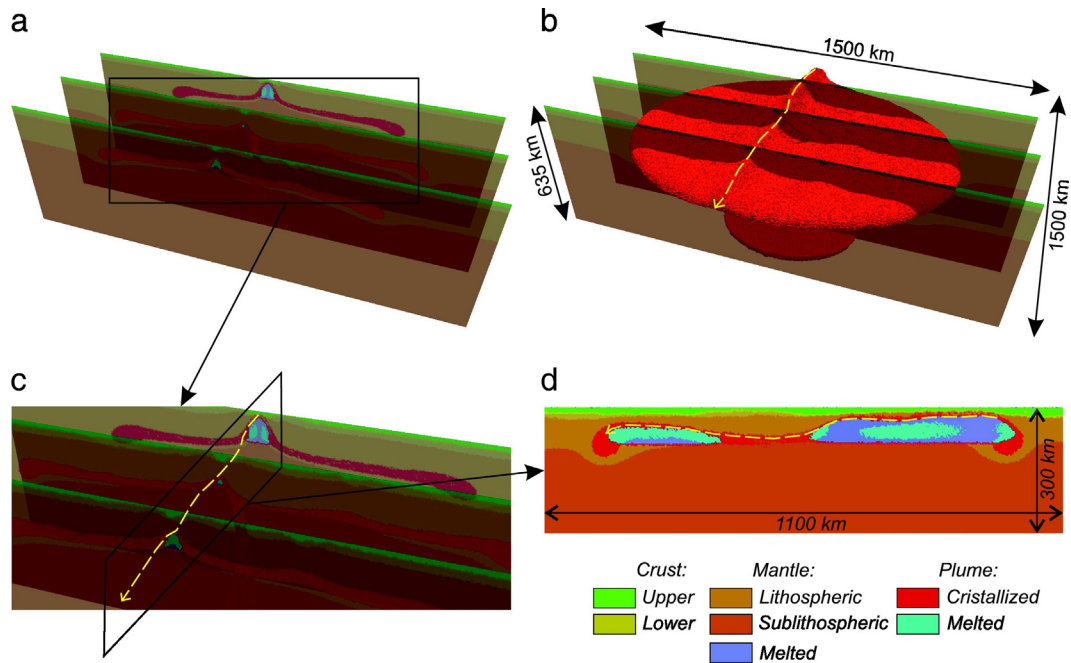 a
b
1500 km
635 km
1500 km
c
d
300 km
1100 km
Crust:
Mantle:
Plume:
Upper
Lithospheric
Cristallized
Lower
Sublithospheric
Melted
Melted